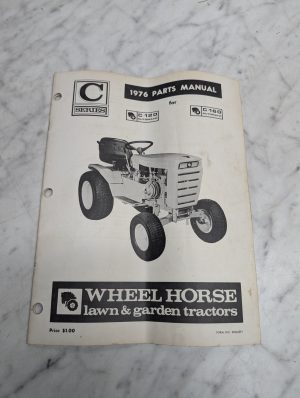 C
SERIES
1976 PARTS MANUAL
for
C 120
C 160
WHEEL HORSE
lawn & garden tractors
Price $1.00